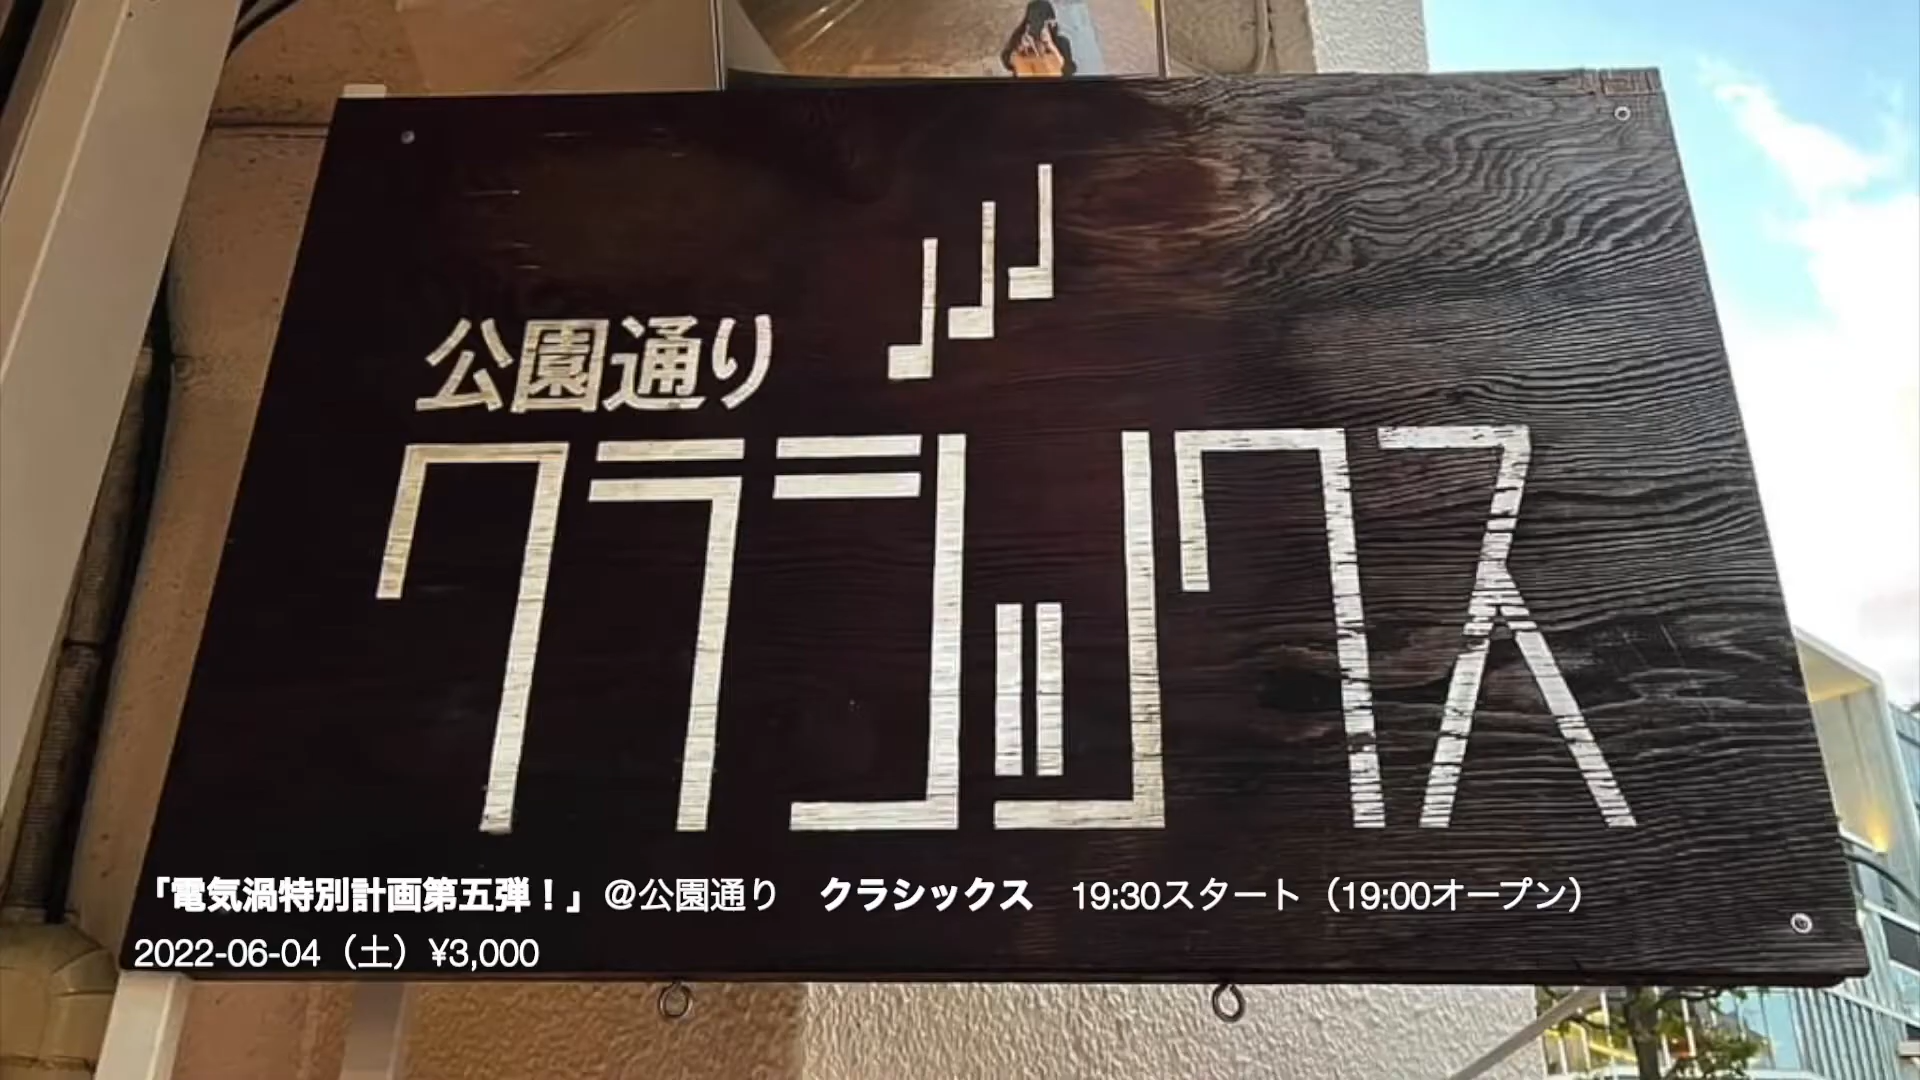 公園通り
クラシックス
「電気渦特別計画第五弾！」@公園通り　クラシックス　19:30スタート（19:00オープン）
2022-06-04（土）¥3,000